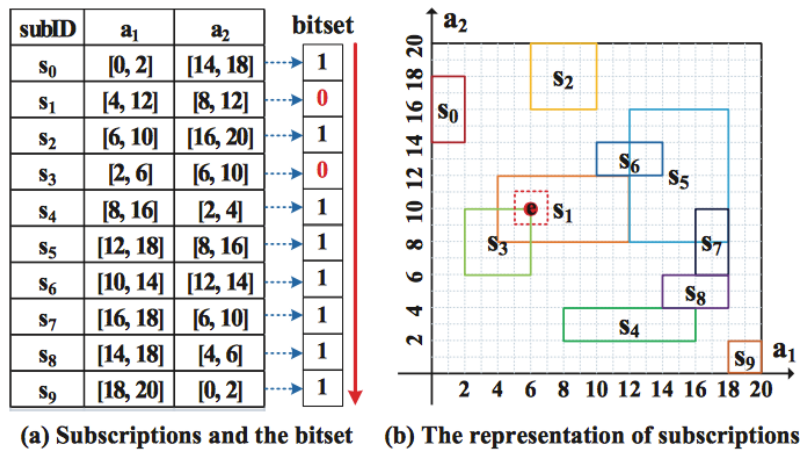 subID a₁ a₂ bitset
s₀ [0, 2] [14, 18] 1
s₁ [4, 12] [8, 12] 0
s₂ [6, 10] [16, 20] 1
s₃ [2, 6] [6, 10] 0
s₄ [8, 16] [2, 4] 1
s₅ [12, 18] [8, 16] 1
s₆ [10, 14] [12, 14] 1
s₇ [16, 18] [6, 10] 1
s₈ [14, 18] [4, 6] 1
s₉ [18, 20] [0, 2] 1
(a) Subscriptions and the bitset
a₂
20
18
16
14
12
10
8
6
4
2
s₀
s₂
s₆
s₅
e
s₁
s₃
s₇
s₈
s₄
s₉
a₁
2 4 6 8 10 12 14 16 18 20
(b) The representation of subscriptions